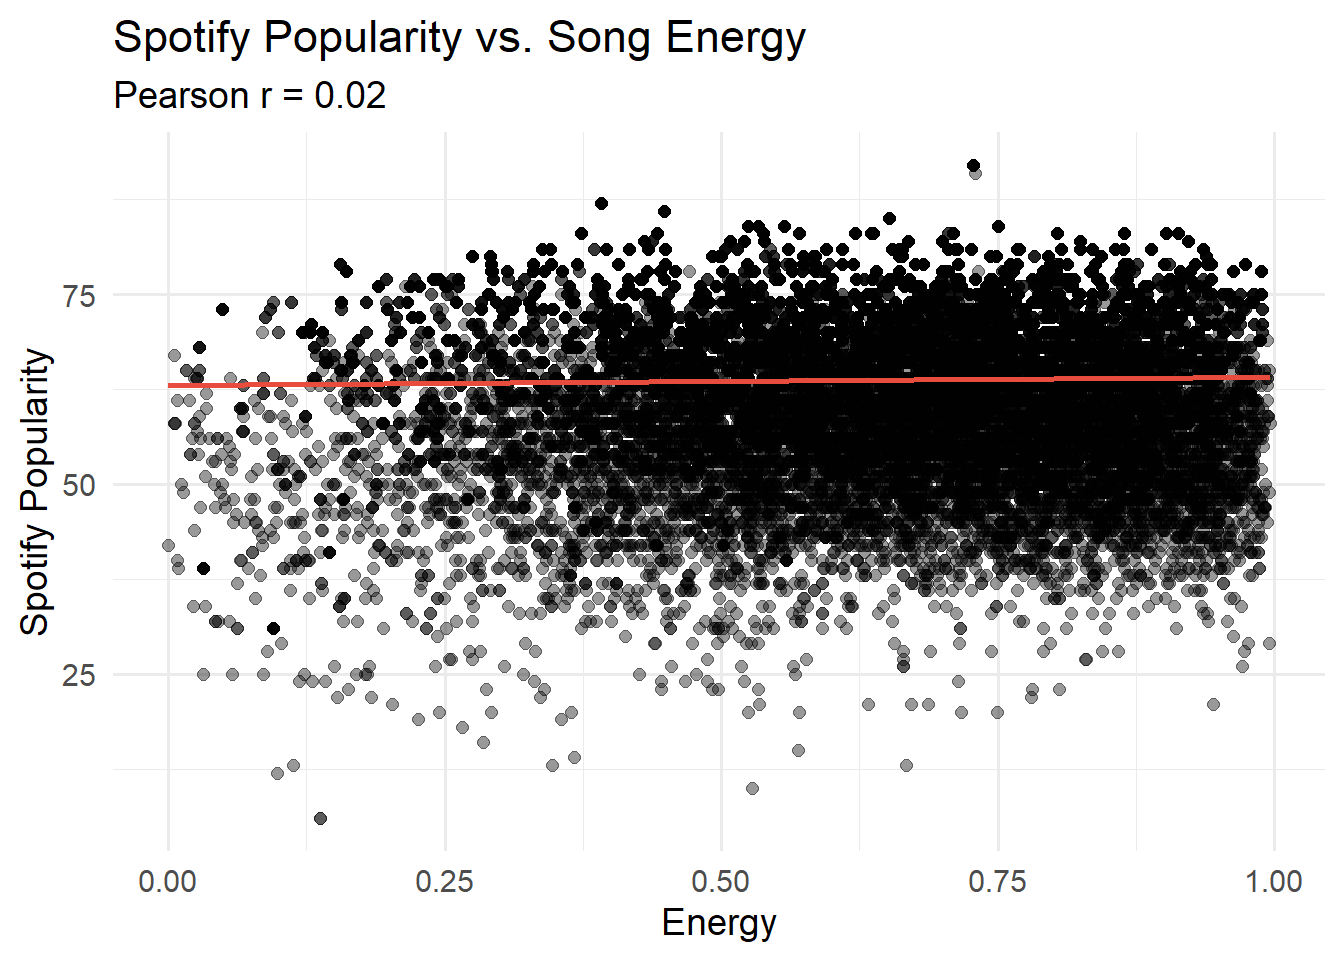 Spotify Popularity vs. Song Energy
Pearson r = 0.02
Spotify Popularity
75
50
25
0.00 0.25 0.50 0.75 1.00
Energy